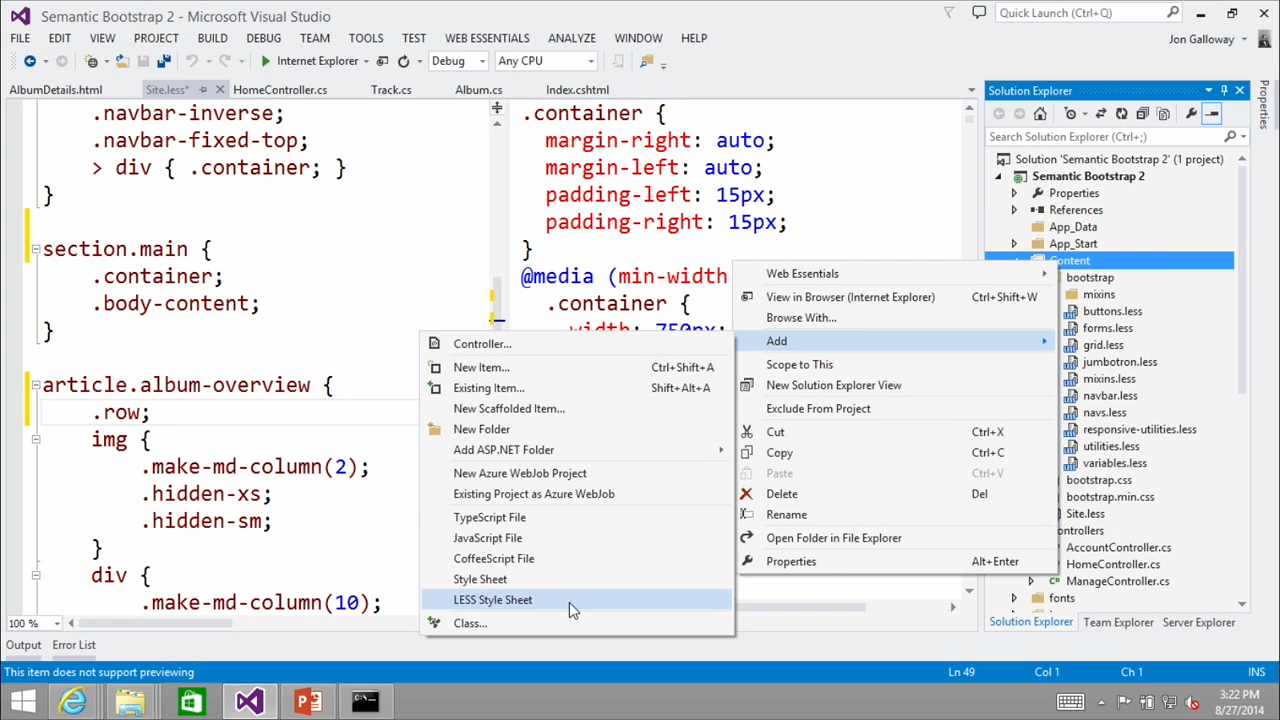 Semantic Bootstrap 2 - Microsoft Visual Studio
Quick Launch (Ctrl+Q)
FILE EDIT VIEW PROJECT BUILD DEBUG TEAM TOOLS TEST WEB ESSENTIALS ANALYZE WINDOW HELP
Jon Galloway
Internet Explorer Debug Any CPU
AlbumDetails.html Site.less* HomeController.cs Track.cs Album.cs Index.cshtml
.navbar-inverse;
.navbar-fixed-top;
> div { .container; }
}
section.main {
.container;
.body-content;
}
article.album-overview {
.row;
img {
.make-md-column(2);
.hidden-xs;
.hidden-sm;
}
div {
.make-md-column(10);
100 %
.container {
margin-right: auto;
margin-left: auto;
padding-left: 15px;
padding-right: 15px;
}
@media (min-width
.container {
width: 750px;
Controller...
New Item... Ctrl+Shift+A
Existing Item... Shift+Alt+A
New Scaffolded Item...
New Folder
Add ASP.NET Folder
New Azure WebJob Project
Existing Project as Azure WebJob
TypeScript File
JavaScript File
CoffeeScript File
Style Sheet
LESS Style Sheet
Class...
Web Essentials
View in Browser (Internet Explorer) Ctrl+Shift+W
Browse With...
Add
Scope to This
New Solution Explorer View
Exclude From Project
Cut Ctrl+X
Copy Ctrl+C
Paste Ctrl+V
Delete Del
Rename
Open Folder in File Explorer
Properties Alt+Enter
Solution Explorer
Search Solution Explorer (Ctrl+;)
Solution 'Semantic Bootstrap 2' (1 project)
Semantic Bootstrap 2
Properties
References
App_Data
App_Start
Content
bootstrap
mixins
buttons.less
forms.less
grid.less
jumbotron.less
mixins.less
navbar.less
navs.less
responsive-utilities.less
utilities.less
variables.less
bootstrap.css
bootstrap.min.css
Site.less
ontrollers
AccountController.cs
HomeController.cs
ManageController.cs
fonts
Solution Explorer Team Explorer Server Explorer
Properties
Output Error List
This item does not support previewing Ln 49 Col 1 Ch 1 INS
3:22 PM
8/27/2014